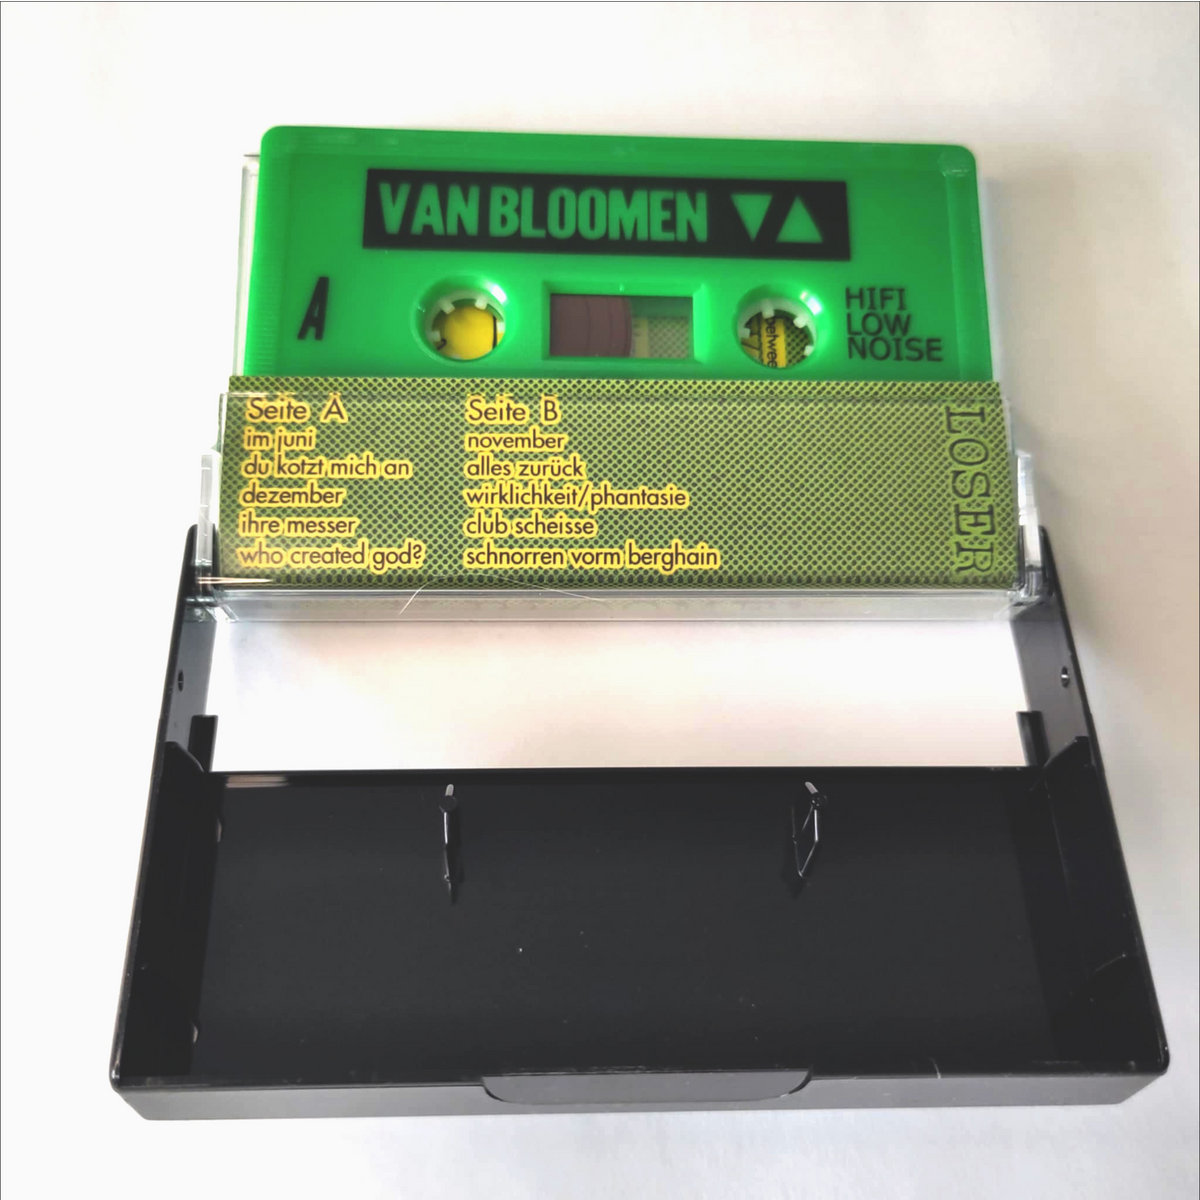 VAN BLOOMEN
A
HIFI
LOW
NOISE
Seite A
im juni
du kotzt mich an
dezember
ihre messer
who created god?
Seite B
november
alles zurück
wirklichkeit/phantasie
club scheisse
schnorren vorm berghain
LOSER